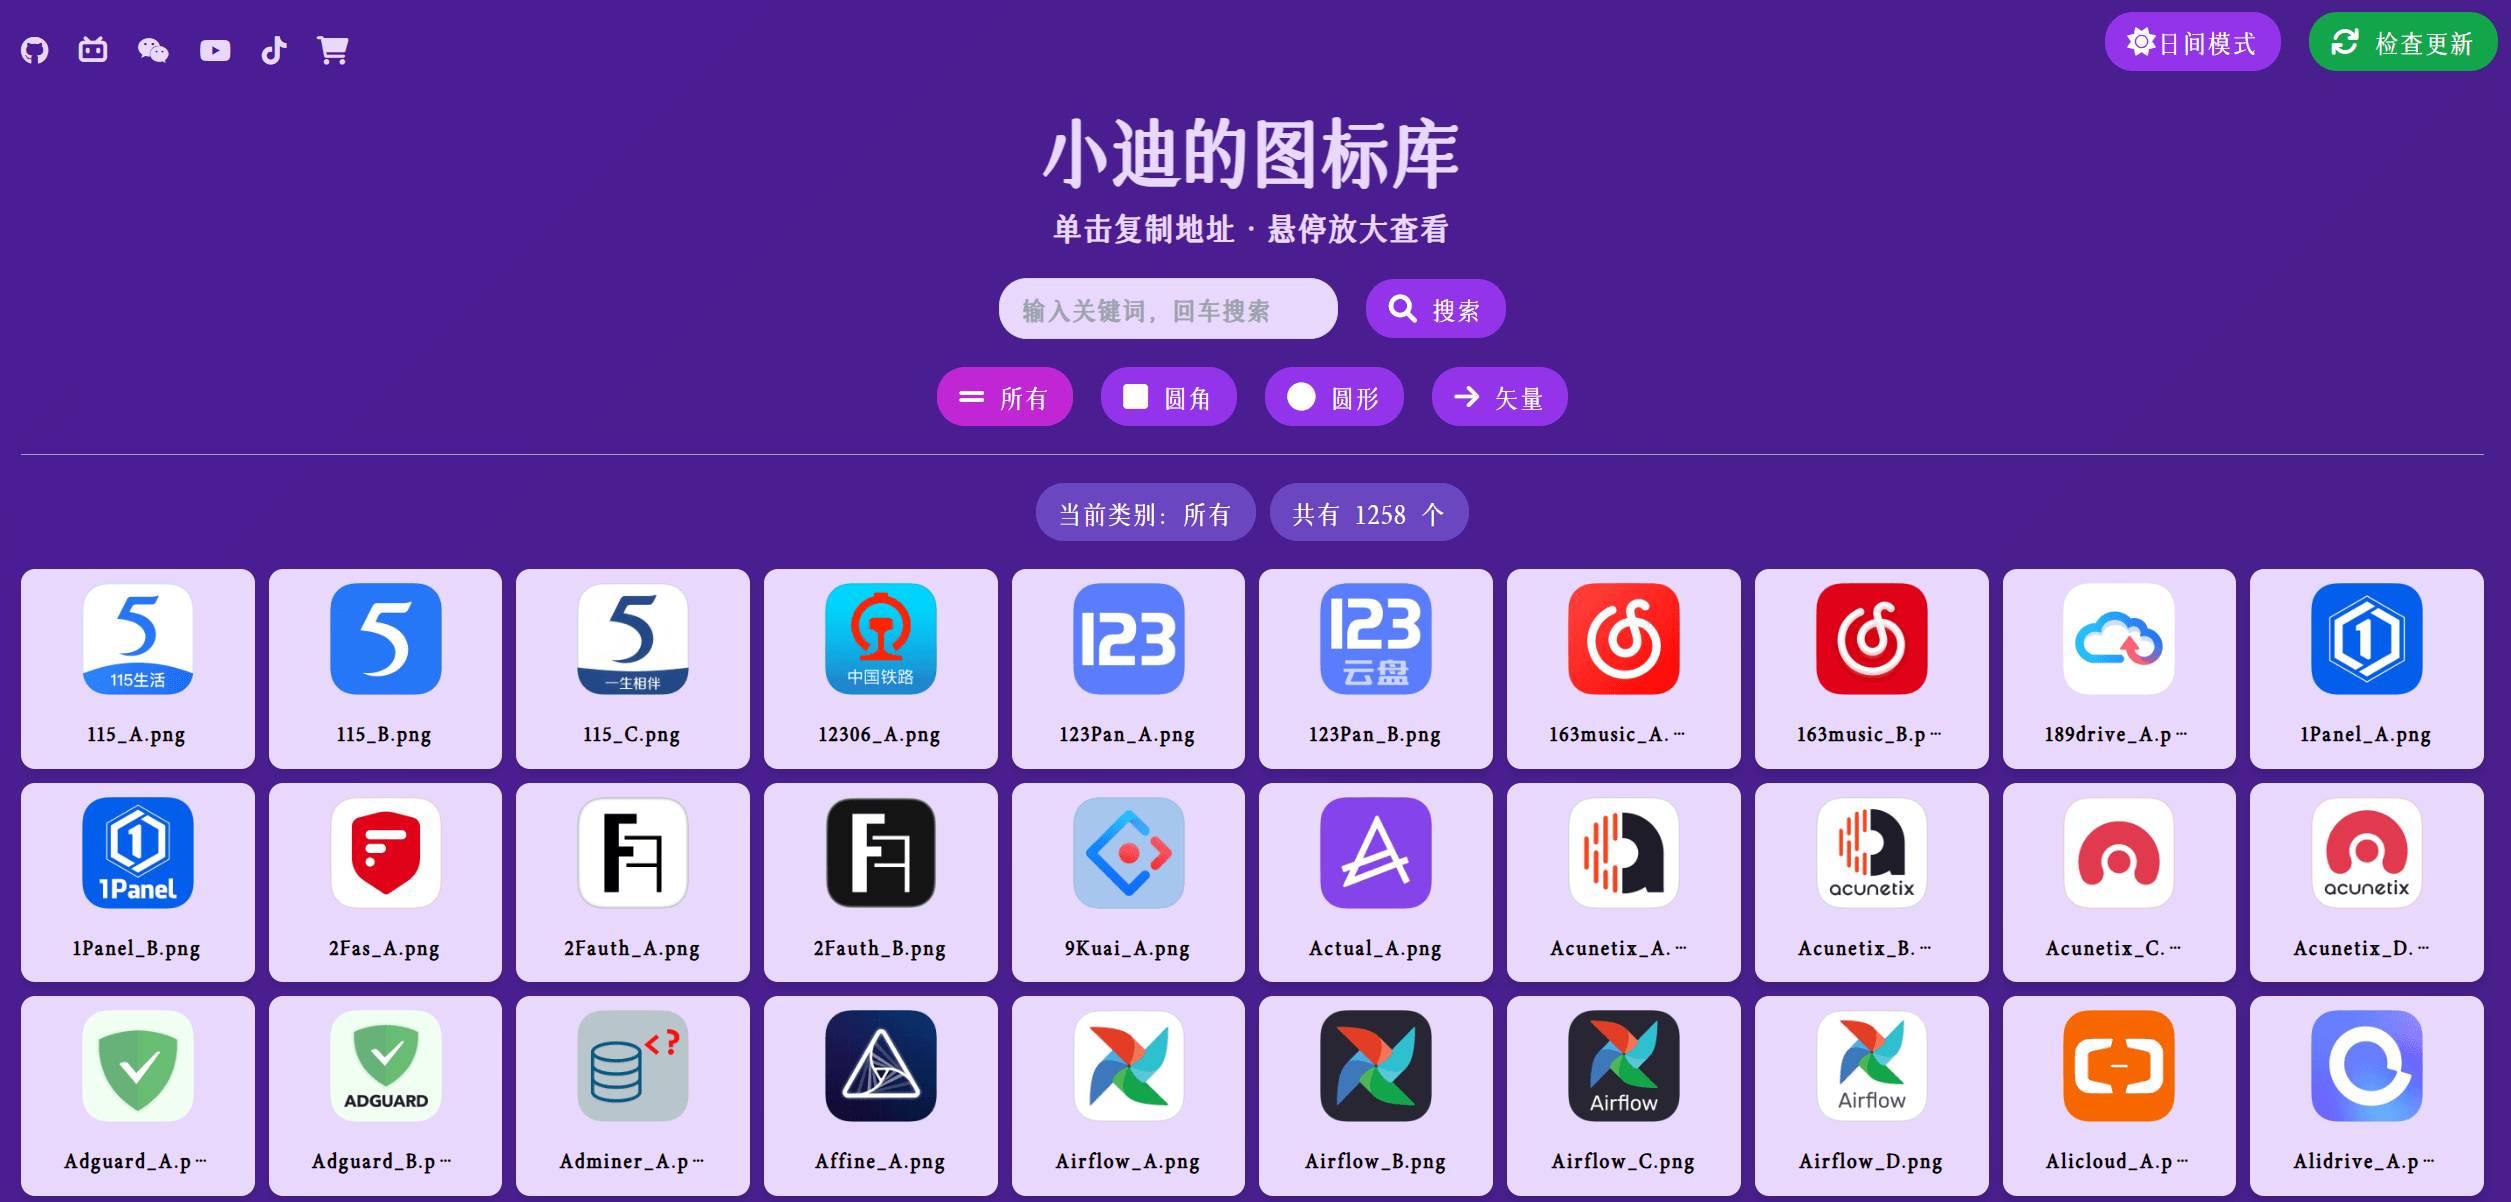 日间模式
检查更新
小迪的图标库
单击复制地址 · 悬停放大查看
输入关键词，回车搜索
搜索
所有
圆角
圆形
矢量
当前类别：所有
共有 1258 个
115生活
一生相伴
中国铁路
123
123
云盘
115_A.png
115_B.png
115_C.png
12306_A.png
123Pan_A.png
123Pan_B.png
163music_A.…
163music_B.p…
189drive_A.p…
1Panel_A.png
1Panel
acunetix
acunetix
1Panel_B.png
2Fas_A.png
2Fauth_A.png
2Fauth_B.png
9Kuai_A.png
Actual_A.png
Acunetix_A.…
Acunetix_B.…
Acunetix_C.…
Acunetix_D.…
ADGUARD
<?
Airflow
Airflow
Adguard_A.p…
Adguard_B.p…
Adminer_A.p…
Affine_A.png
Airflow_A.png
Airflow_B.png
Airflow_C.png
Airflow_D.png
Alicloud_A.p…
Alidrive_A.p…